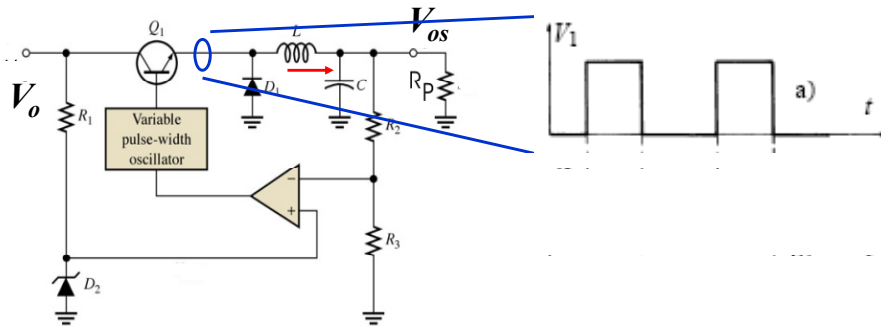 Q1
L
Vos
V1
Vo
R1
D1
C
RP
a)
t
Variable
pulse-width
oscillator
R2
−
+
R3
D2